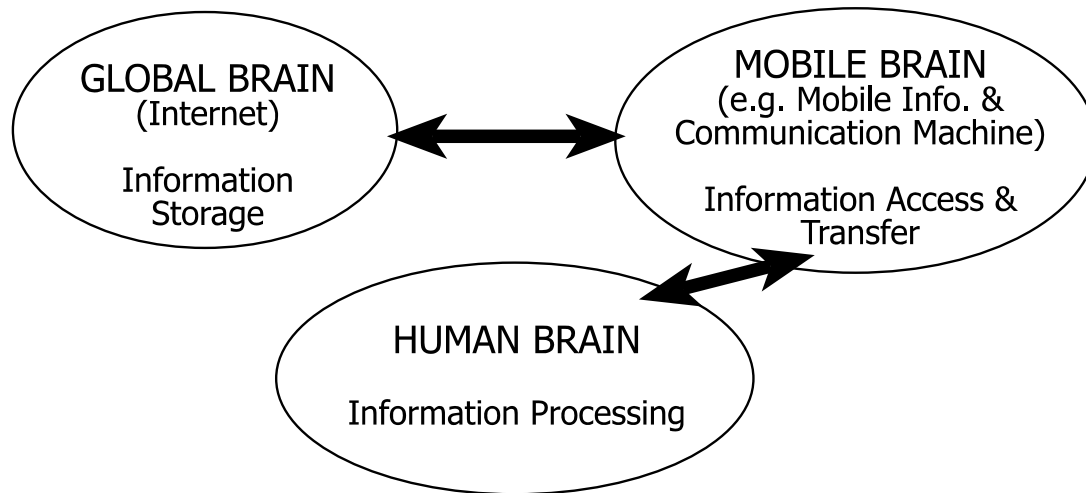 GLOBAL BRAIN
(Internet)
Information
Storage
MOBILE BRAIN
(e.g. Mobile Info. &
Communication Machine)
Information Access &
Transfer
HUMAN BRAIN
Information Processing